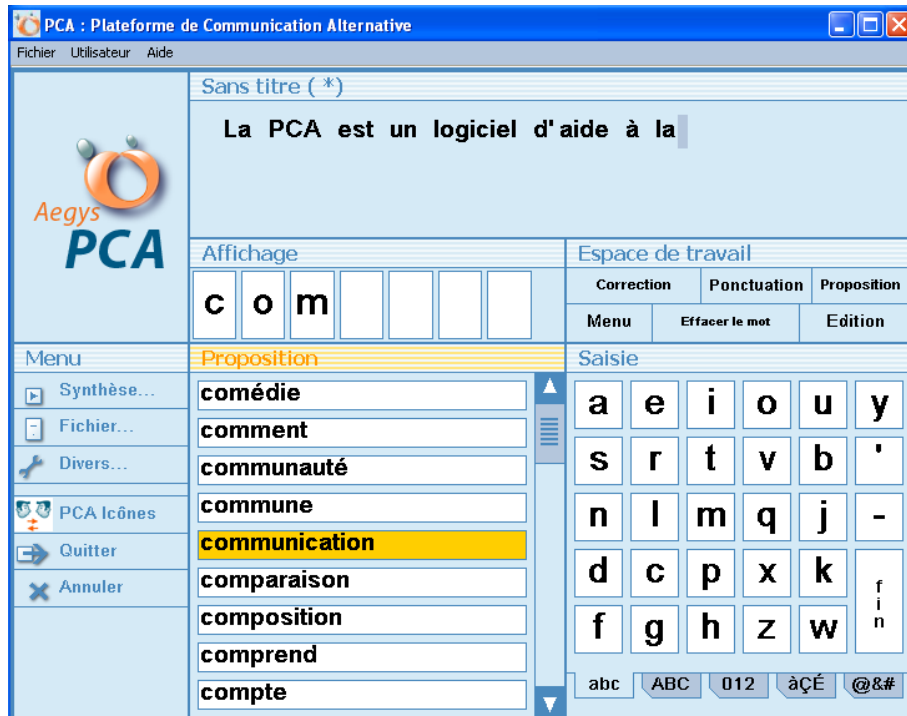 PCA : Plateforme de Communication Alternative
Fichier Utilisateur Aide
Aegys
PCA
Sans titre ( *)
La PCA est un logiciel d'aide à la
Affichage
c o m
Espace de travail
Correction Ponctuation Proposition
Menu Effacer le mot Edition
Menu
Synthèse...
Fichier...
Divers...
PCA Icônes
Quitter
Annuler
Proposition
comédie
comment
communauté
commune
communication
comparaison
composition
comprend
compte
Saisie
a e i o u y
s r t v b '
n l m q j -
d c p x k fin
f g h z w
abc ABC 012 àÇÉ @&#